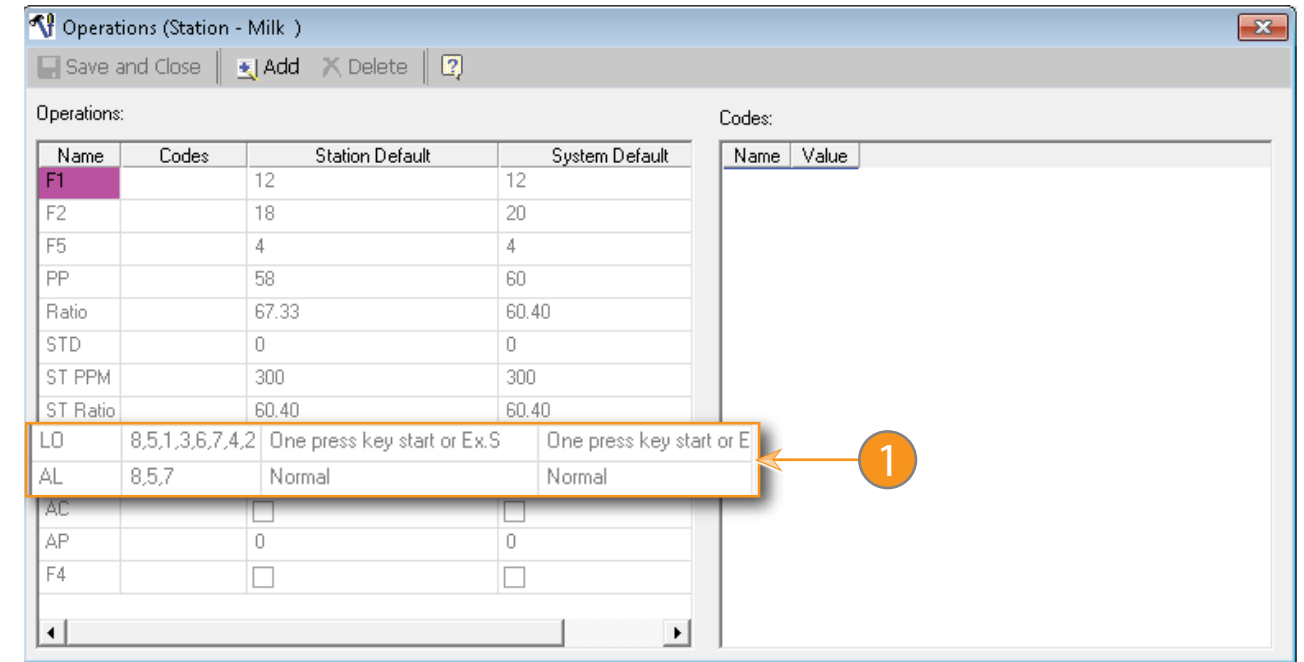 Operations (Station - Milk )
Save and Close Add Delete ?
Operations:
Codes:
Name Codes Station Default System Default
Name Value
F1 12 12
F2 18 20
F5 4 4
PP 58 60
Ratio 67.33 60.40
STD 0 0
ST PPM 300 300
ST Ratio 60.40 60.40
LO 8,5,1,3,6,7,4,2 One press key start or Ex.S One press key start or E
1
AL 8,5,7 Normal Normal
AC
AP 0 0
F4